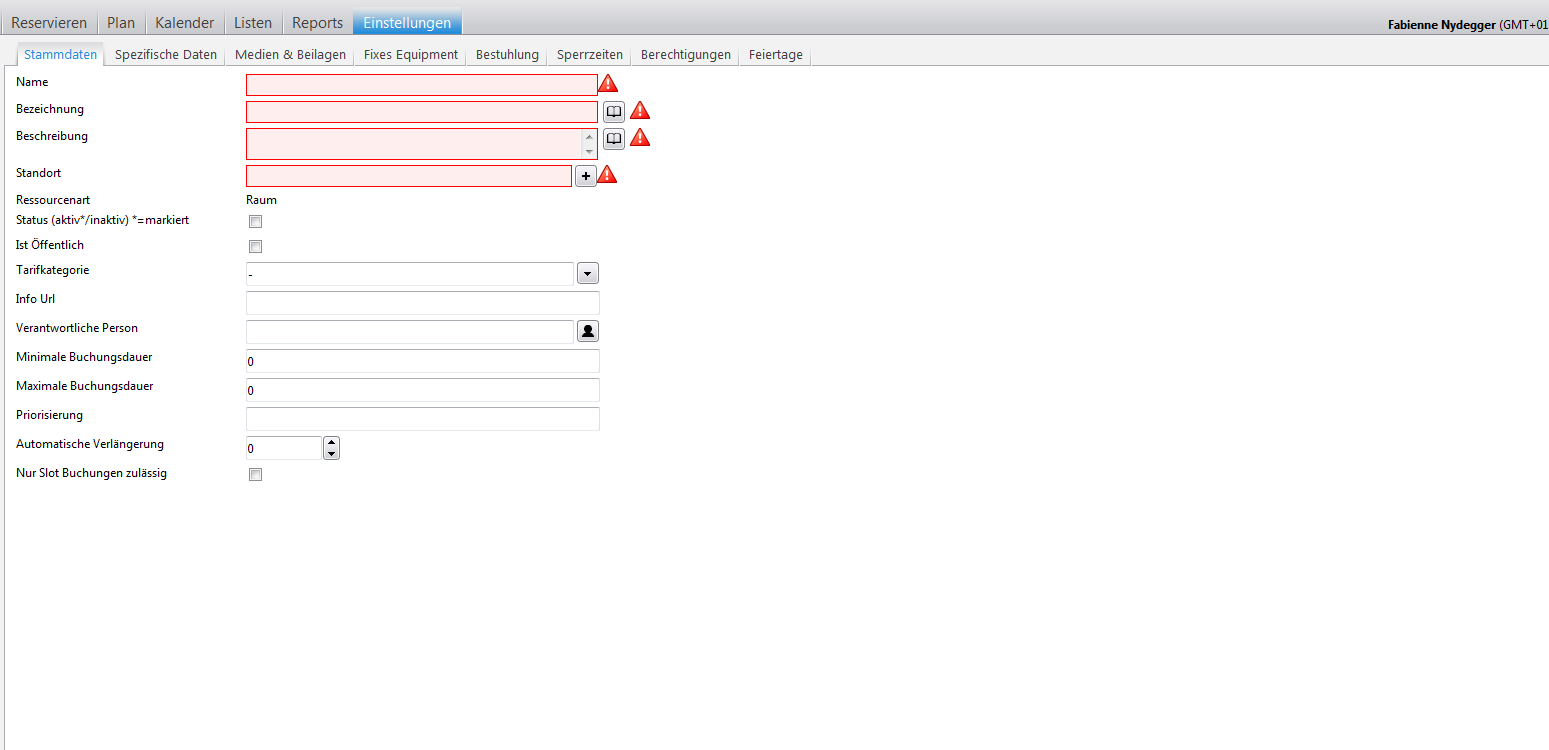 Reservieren Plan Kalender Listen Reports Einstellungen Fabienne Nydegger (GMT+01
Stammdaten Spezifische Daten Medien & Beilagen Fixes Equipment Bestuhlung Sperrzeiten Berechtigungen Feiertage
Name
Bezeichnung
Beschreibung
Standort
Ressourcenart Raum
Status (aktiv*/inaktiv) *=markiert
Ist Öffentlich
Tarifkategorie -
Info Url
Verantwortliche Person
Minimale Buchungsdauer 0
Maximale Buchungsdauer 0
Priorisierung
Automatische Verlängerung 0
Nur Slot Buchungen zulässig